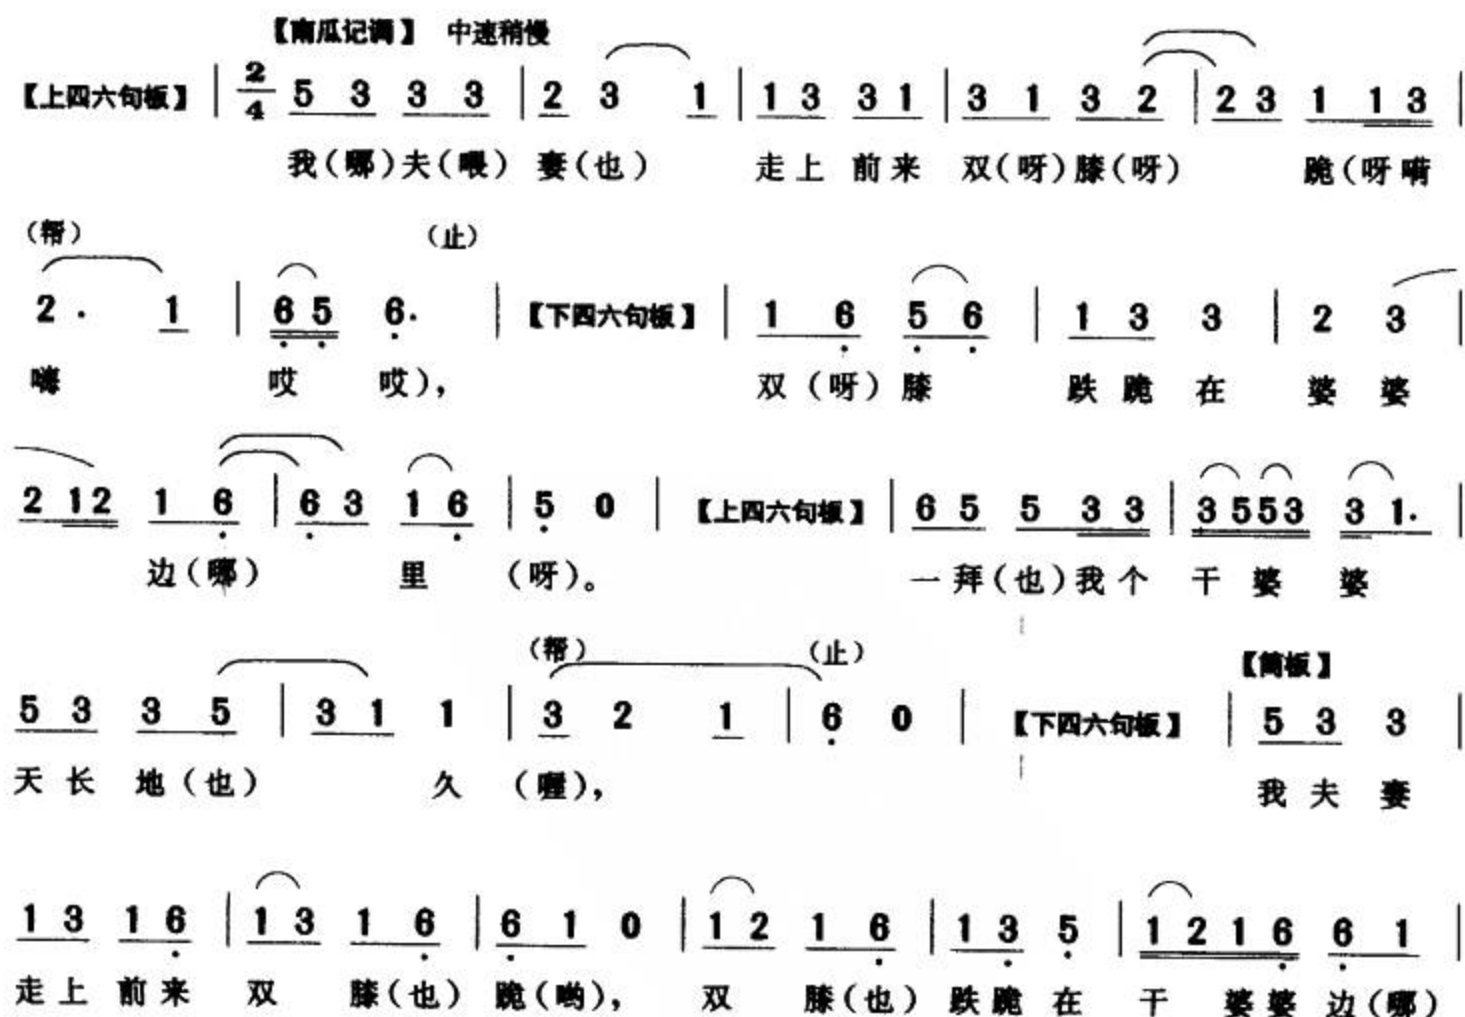 【南瓜记调】 中速稍慢
【上四六句板】 | 2/4 5 3 3 3 | 2 3 1 | 1 3 3 1 | 3 1 3 2 | 2 3 1 1 3 |
我(哪)夫(喂) 妻(也) 走上 前来 双(呀)膝(呀) 跪(呀嗬
(帮) (止)
2 . 1 | 6 5 6 . | 【下四六句板】 | 1 6 5 6 | 1 3 3 | 2 3 |
嗨 哎 哎), 双(呀)膝 跌跪在 婆婆
2 1 2 1 6 | 6 3 1 6 | 5 0 | 【上四六句板】 | 6 5 5 3 3 | 3 5 5 3 3 1 . |
边(哪) 里 (呀)。 一拜(也)我个 干婆 婆
(帮) (止) 【简板】
5 3 3 5 | 3 1 1 | 3 2 1 | 6 0 | 【下四六句板】 | 5 3 3 |
天长 地(也) 久 (喔), 我夫妻
1 3 1 6 | 1 3 1 6 | 6 1 0 | 1 2 1 6 | 1 3 5 | 1 2 1 6 6 1 |
走上 前来 双 膝(也) 跪(哟), 双 膝(也) 跌跪在 干 婆婆 边(哪)